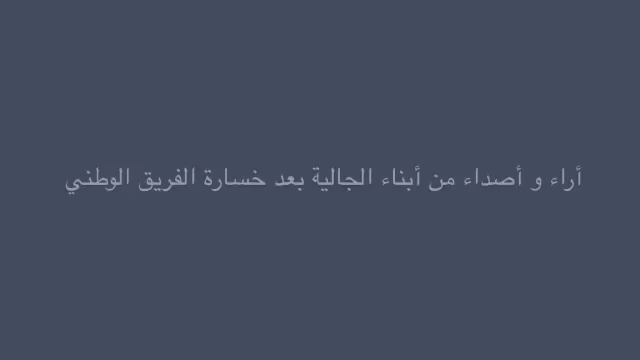 أراء و أصداء من أبناء الجالية بعد خسارة الفريق الوطني